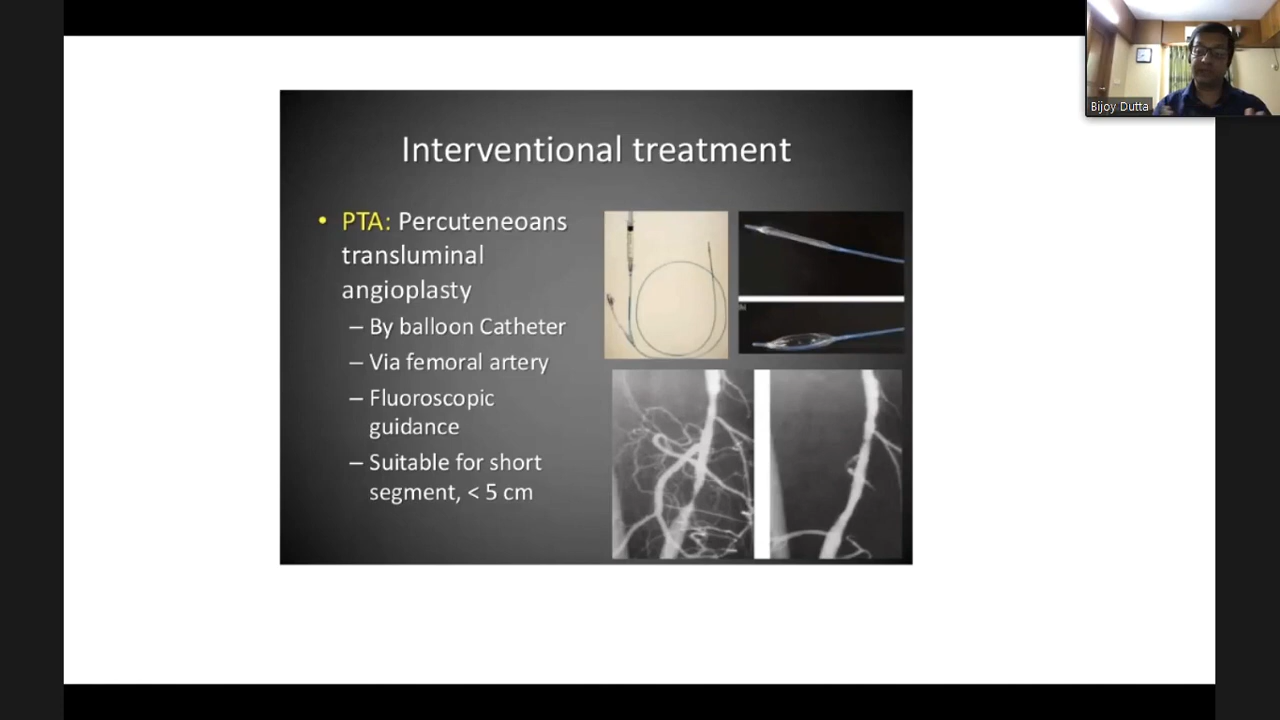 Bijoy Dutta
Interventional treatment
• PTA: Percuteneoans
transluminal
angioplasty
– By balloon Catheter
– Via femoral artery
– Fluoroscopic
guidance
– Suitable for short
segment, < 5 cm